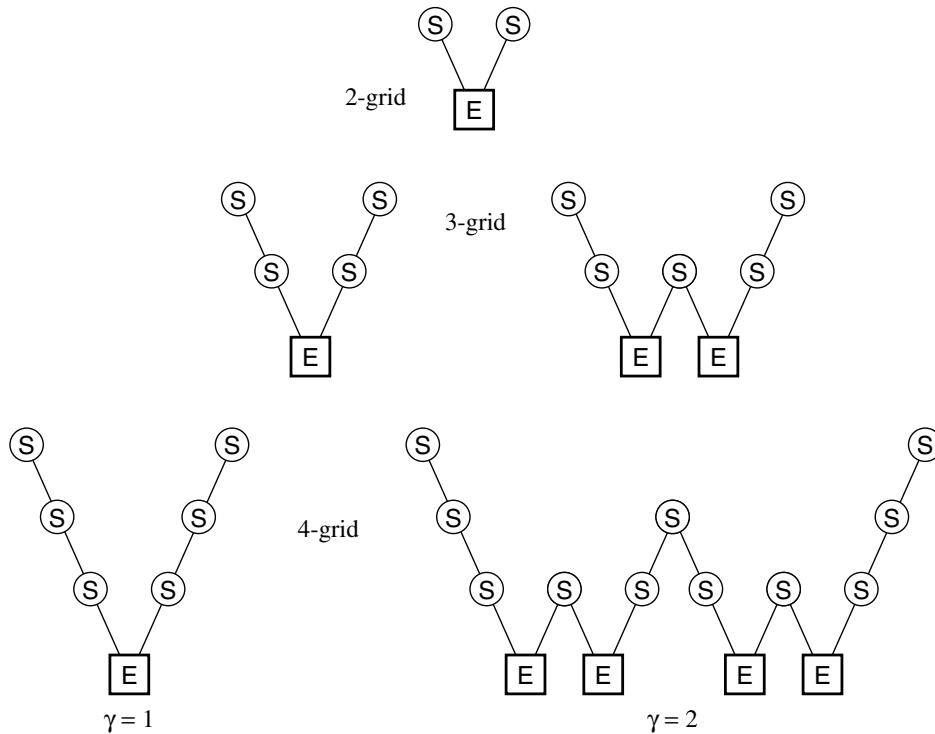 S S
2-grid
E
S S S S
3-grid
S S S S S
E E E
S S S S
S S 4-grid S S S
S S S S S S S S
E E E E E
γ = 1 γ = 2